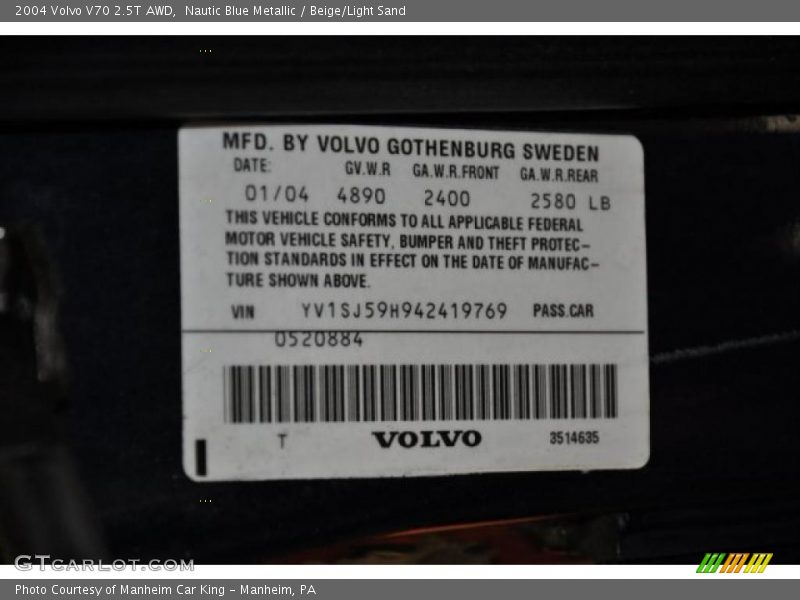 2004 Volvo V70 2.5T AWD,  Nautic Blue Metallic / Beige/Light Sand
MFD. BY VOLVO GOTHENBURG SWEDEN
DATE: GV.W.R GA.W.R.FRONT GA.W.R.REAR
01/04 4890 2400 2580 LB
THIS VEHICLE CONFORMS TO ALL APPLICABLE FEDERAL
MOTOR VEHICLE SAFETY, BUMPER AND THEFT PROTEC-
TION STANDARDS IN EFFECT ON THE DATE OF MANUFAC-
TURE SHOWN ABOVE.
VIN YV1SJ59H942419769 PASS.CAR
0520884
T VOLVO 3514635
GTcarlot.com
Photo Courtesy of Manheim Car King - Manheim, PA